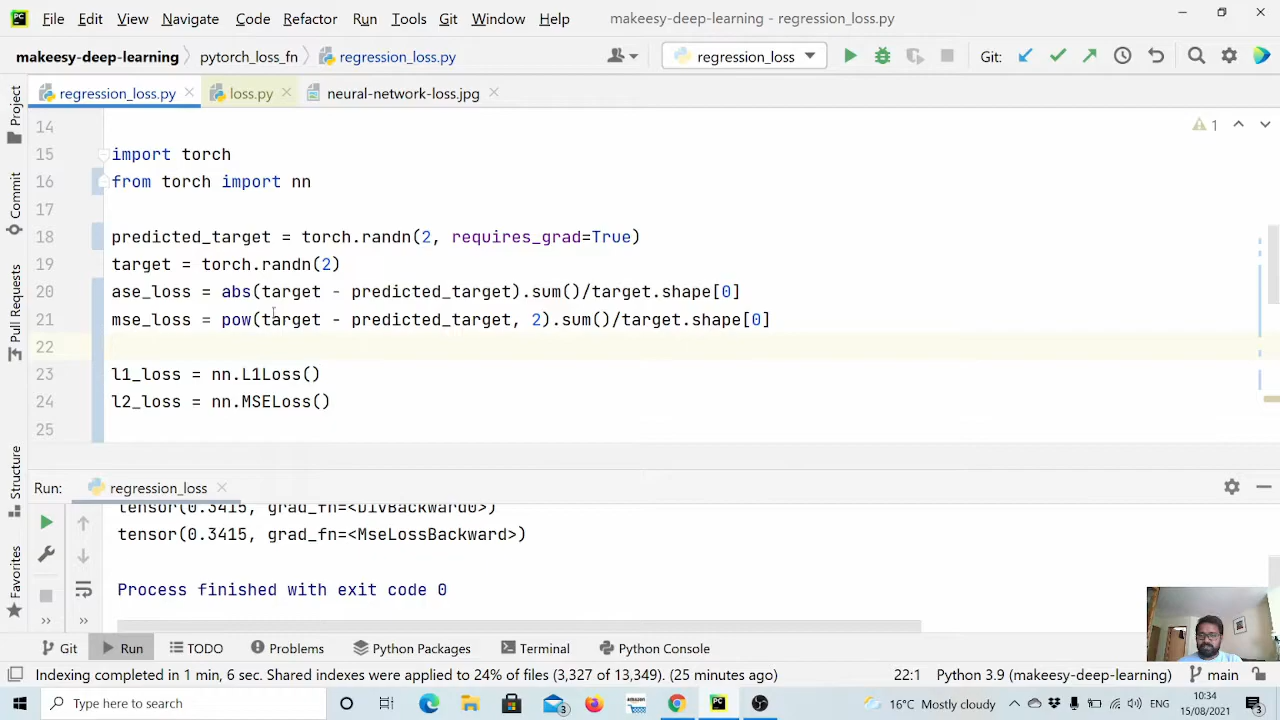 File Edit View Navigate Code Refactor Run Tools Git Window Help makeesy-deep-learning - regression_loss.py
makeesy-deep-learning pytorch_loss_fn regression_loss.py regression_loss Git:
regression_loss.py loss.py neural-network-loss.jpg
14
15 import torch
16 from torch import nn
17
18 predicted_target = torch.randn(2, requires_grad=True)
19 target = torch.randn(2)
20 ase_loss = abs(target - predicted_target).sum()/target.shape[0]
21 mse_loss = pow(target - predicted_target, 2).sum()/target.shape[0]
22
23 l1_loss = nn.L1Loss()
24 l2_loss = nn.MSELoss()
25
1
Project
Commit
Pull Requests
Structure
Favorites
Run: regression_loss
tensor(0.3415, grad_fn=<DivBackward0>)
tensor(0.3415, grad_fn=<MseLossBackward>)
Process finished with exit code 0
Git Run TODO Problems Python Packages Terminal Python Console
Indexing completed in 1 min, 6 sec. Shared indexes were applied to 24% of files (3,327 of 13,349). (25 minutes ago) 22:1 Python 3.9 (makeesy-deep-learning) main
Type here to search 16°C Mostly cloudy ENG 10:34
15/08/2021